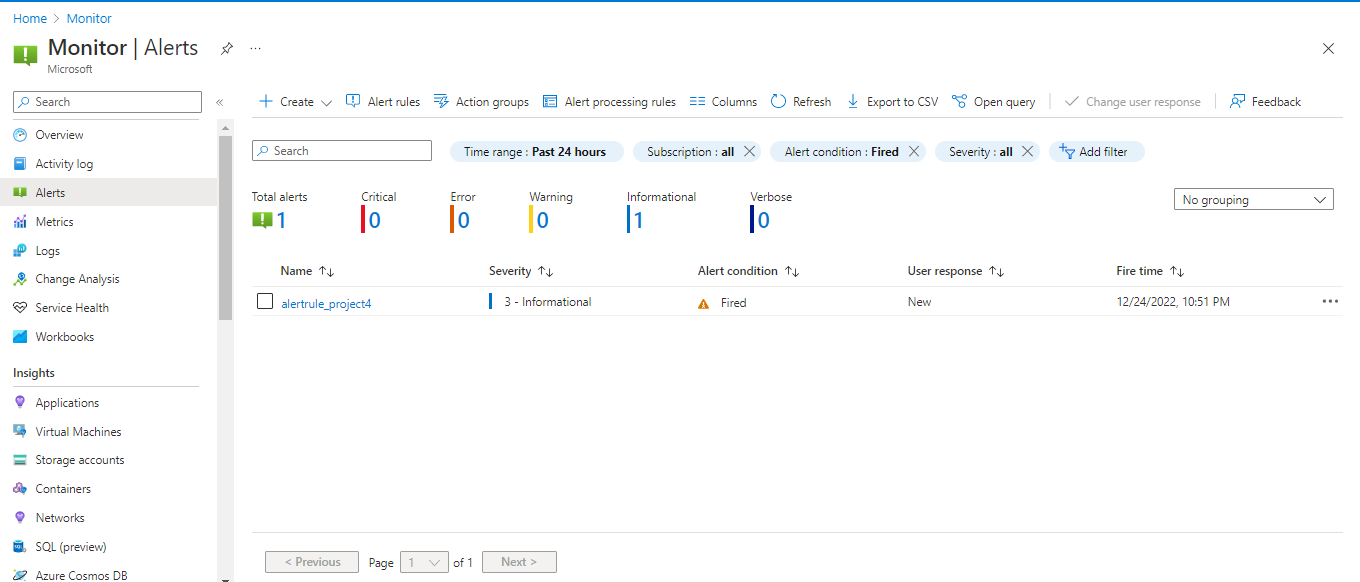 Home > Monitor
Monitor | Alerts
Microsoft
Search
Create
Alert rules
Action groups
Alert processing rules
Columns
Refresh
Export to CSV
Open query
Change user response
Feedback
Overview
Activity log
Alerts
Metrics
Logs
Change Analysis
Service Health
Workbooks
Insights
Applications
Virtual Machines
Storage accounts
Containers
Networks
SQL (preview)
Azure Cosmos DB
Search
Time range : Past 24 hours
Subscription : all
Alert condition : Fired
Severity : all
Add filter
Total alerts
1
Critical
0
Error
0
Warning
0
Informational
1
Verbose
0
No grouping
Name Severity Alert condition User response Fire time
alertrule_project4 3 - Informational Fired New 12/24/2022, 10:51 PM
< Previous Page 1 of 1 Next >